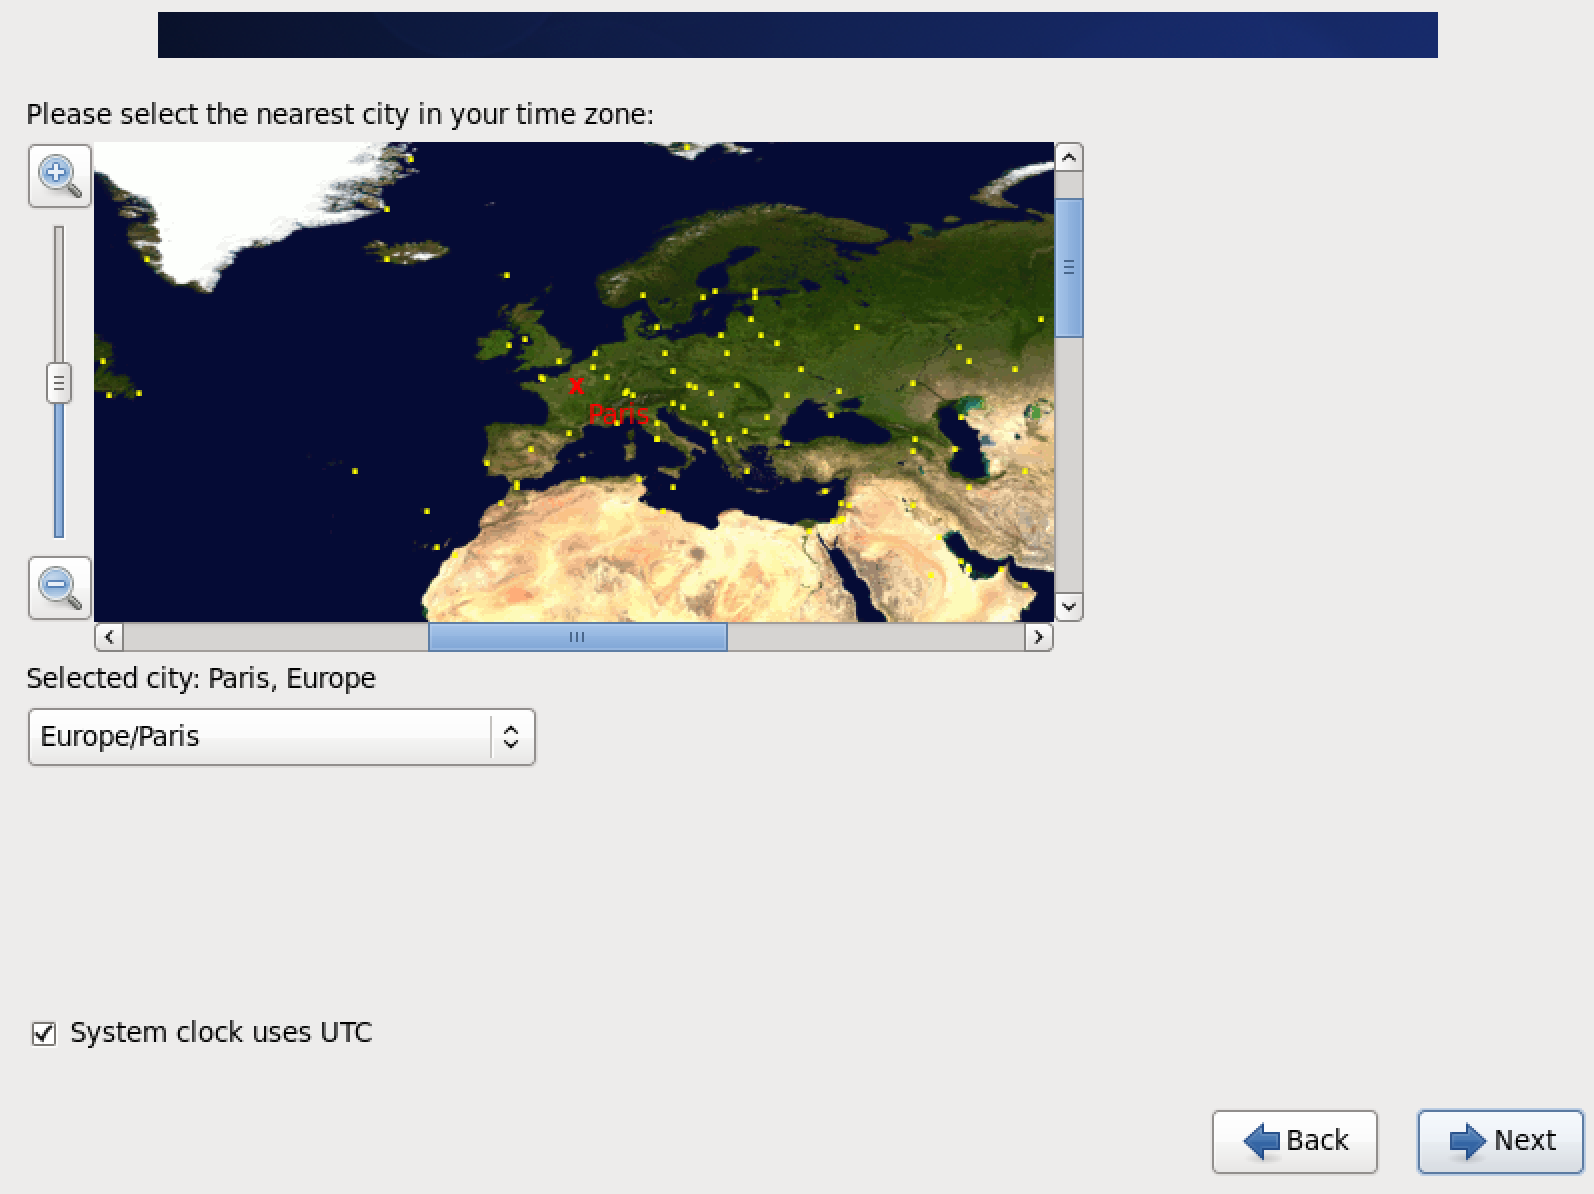 Please select the nearest city in your time zone:
Paris
Selected city: Paris, Europe
Europe/Paris
System clock uses UTC
Back
Next